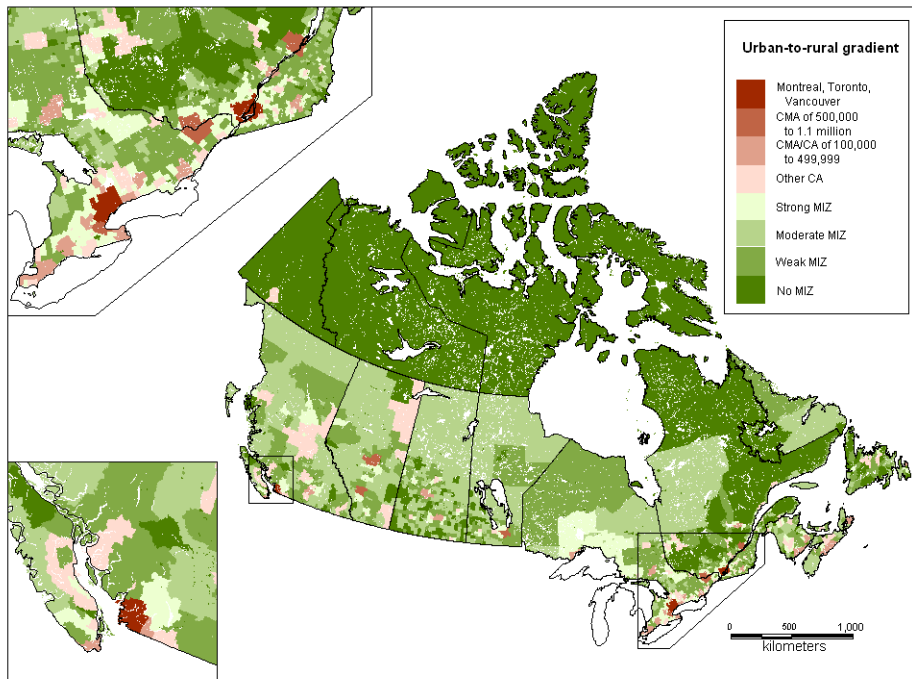 Urban-to-rural gradient
Montreal, Toronto,
Vancouver
CMA of 500,000
to 1.1 million
CMA/CA of 100,000
to 499,999
Other CA
Strong MIZ
Moderate MIZ
Weak MIZ
No MIZ
0 500 1,000
kilometers